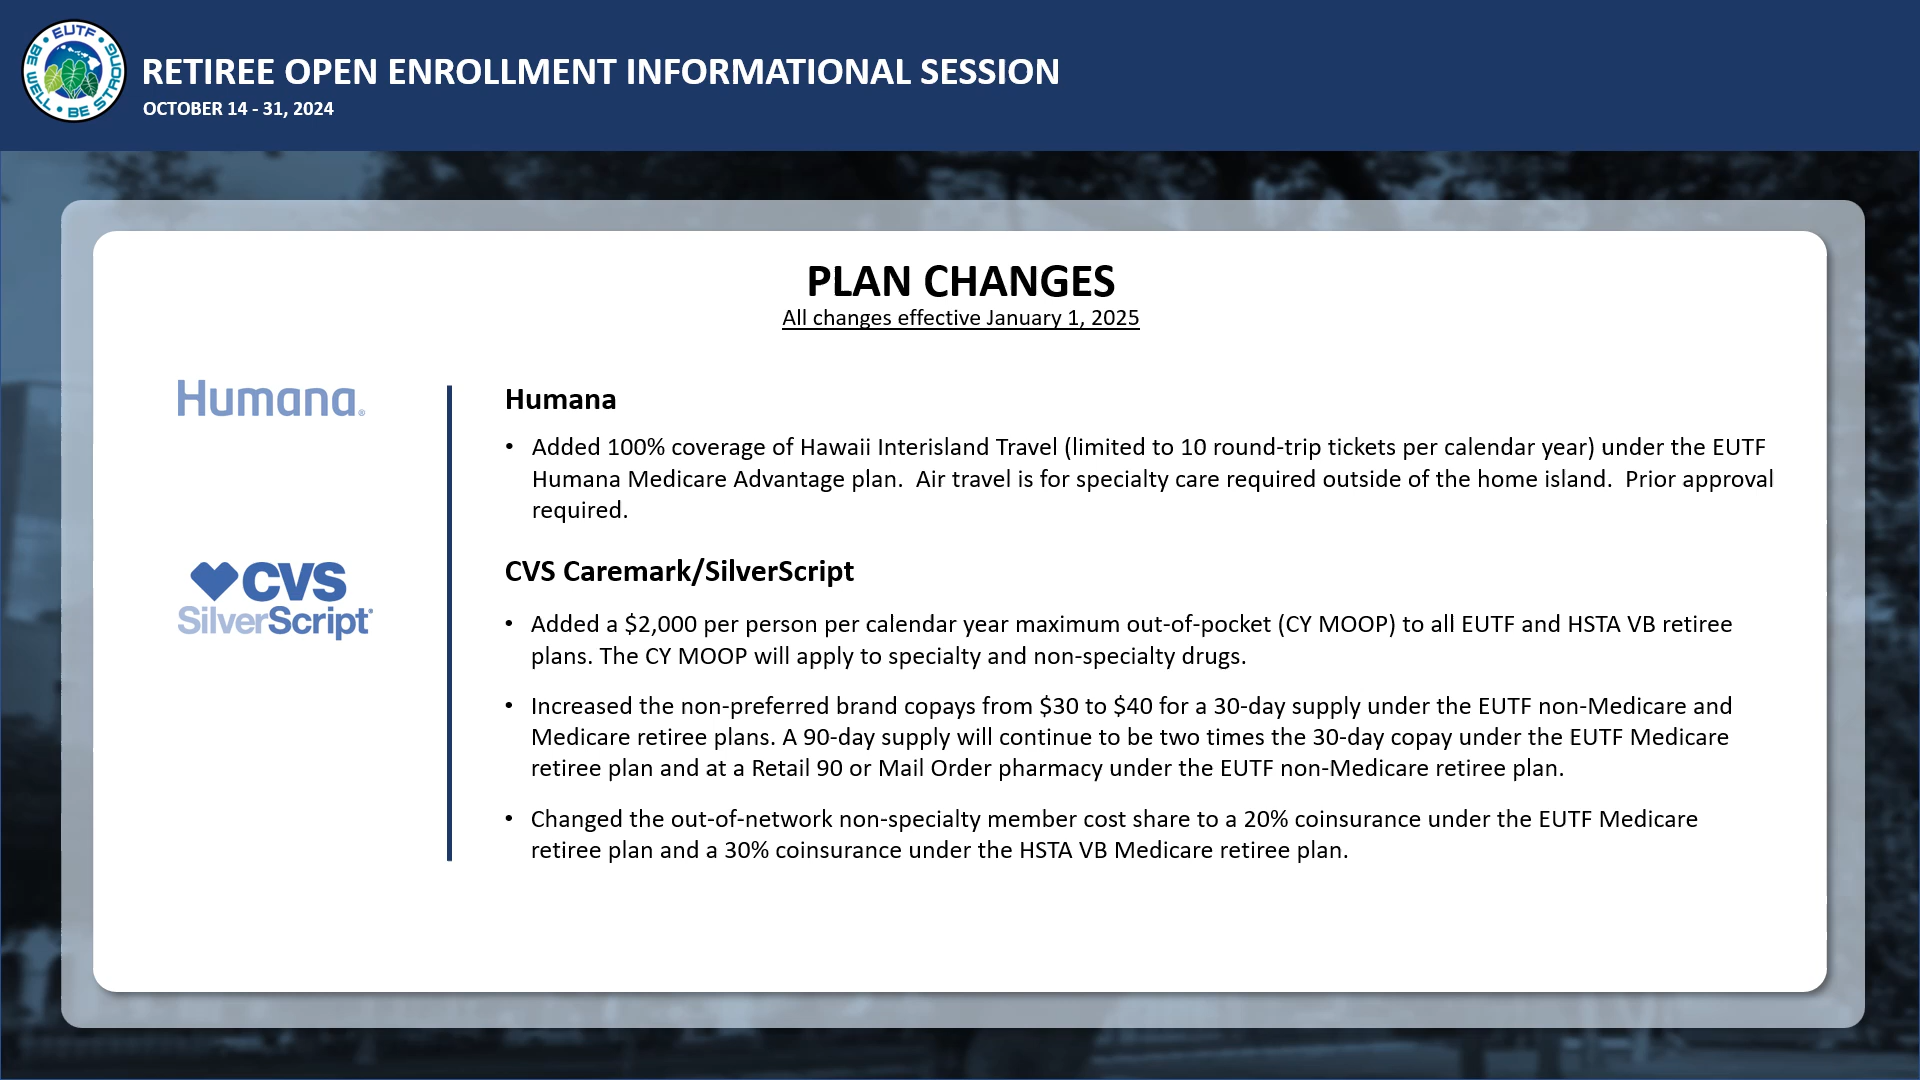 EUTF
BE WELL • BE STRONG
RETIREE OPEN ENROLLMENT INFORMATIONAL SESSION
OCTOBER 14 - 31, 2024
PLAN CHANGES
All changes effective January 1, 2025
Humana®
Humana
• Added 100% coverage of Hawaii Interisland Travel (limited to 10 round-trip tickets per calendar year) under the EUTF
Humana Medicare Advantage plan.  Air travel is for specialty care required outside of the home island.  Prior approval
required.
CVS
SilverScript®
CVS Caremark/SilverScript
• Added a $2,000 per person per calendar year maximum out-of-pocket (CY MOOP) to all EUTF and HSTA VB retiree
plans. The CY MOOP will apply to specialty and non-specialty drugs.
• Increased the non-preferred brand copays from $30 to $40 for a 30-day supply under the EUTF non-Medicare and
Medicare retiree plans. A 90-day supply will continue to be two times the 30-day copay under the EUTF Medicare
retiree plan and at a Retail 90 or Mail Order pharmacy under the EUTF non-Medicare retiree plan.
• Changed the out-of-network non-specialty member cost share to a 20% coinsurance under the EUTF Medicare
retiree plan and a 30% coinsurance under the HSTA VB Medicare retiree plan.